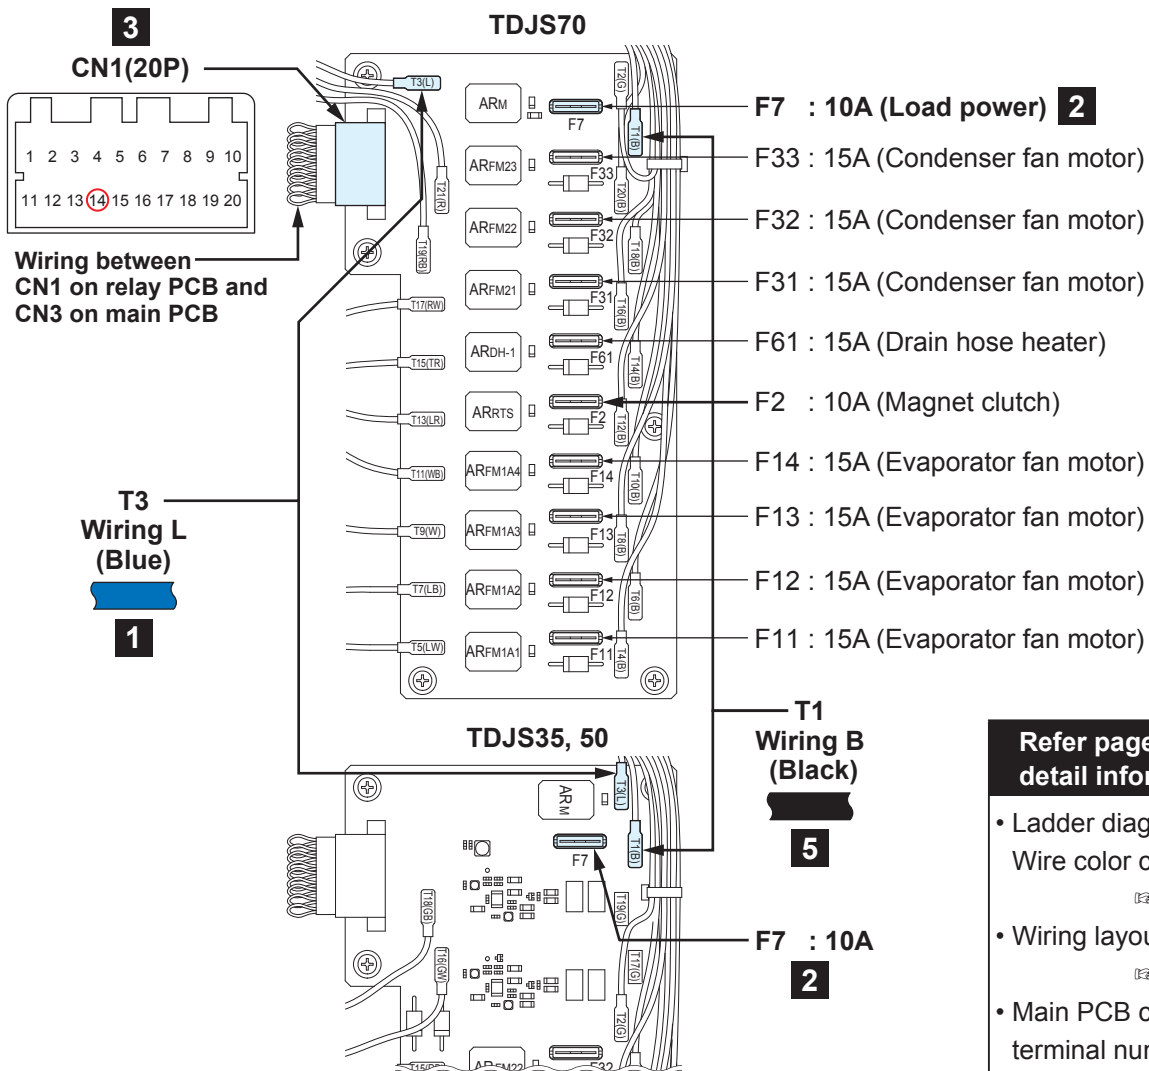 3
CN1(20P)
1 2 3 4 5 6 7 8 9 10
11 12 13 14 15 16 17 18 19 20
Wiring between
CN1 on relay PCB and
CN3 on main PCB
T3
Wiring L
(Blue)
1
TDJS70
T3(L)
T21(R)
T19(RB)
T17(RW)
T15(TR)
T13(LR)
T11(WB)
T9(W)
T7(LB)
T5(LW)
ARM
ARFM23
ARFM22
ARFM21
ARDH-1
ARRTS
ARFM1A4
ARFM1A3
ARFM1A2
ARFM1A1
F7
F33
F32
F31
F61
F2
F14
F13
F12
F11
T2(G)
T1(B)
T20(B)
T18(B)
T16(B)
T14(B)
T12(B)
T10(B)
T8(B)
T6(B)
T4(B)
F7 : 10A (Load power) 2
F33 : 15A (Condenser fan motor)
F32 : 15A (Condenser fan motor)
F31 : 15A (Condenser fan motor)
F61 : 15A (Drain hose heater)
F2 : 10A (Magnet clutch)
F14 : 15A (Evaporator fan motor)
F13 : 15A (Evaporator fan motor)
F12 : 15A (Evaporator fan motor)
F11 : 15A (Evaporator fan motor)
T1
Wiring B
(Black)
5
TDJS35, 50
T3(L)
ARM
T1(B)
F7
T19(G)
T18(GB)
T16(GW)
T17(G)
T2(G)
ARFM22
F32
F7 : 10A
2
Refer page
detail infor
• Ladder diag
Wire color c
• Wiring layou
• Main PCB c
terminal nur